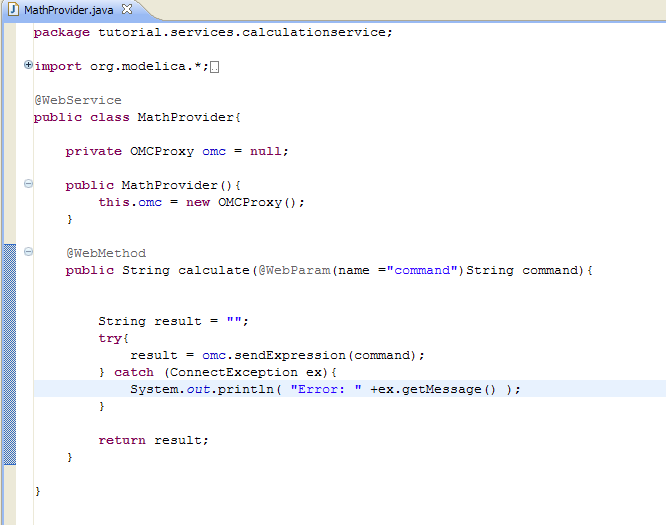 MathProvider.java
package tutorial.services.calculationservice;
import org.modelica.*;
@WebService
public class MathProvider{
private OMCProxy omc = null;
public MathProvider(){
this.omc = new OMCProxy();
}
@WebMethod
public String calculate(@WebParam(name ="command")String command){
String result = "";
try{
result = omc.sendExpression(command);
} catch (ConnectException ex){
System.out.println( "Error: " +ex.getMessage() );
}
return result;
}
}